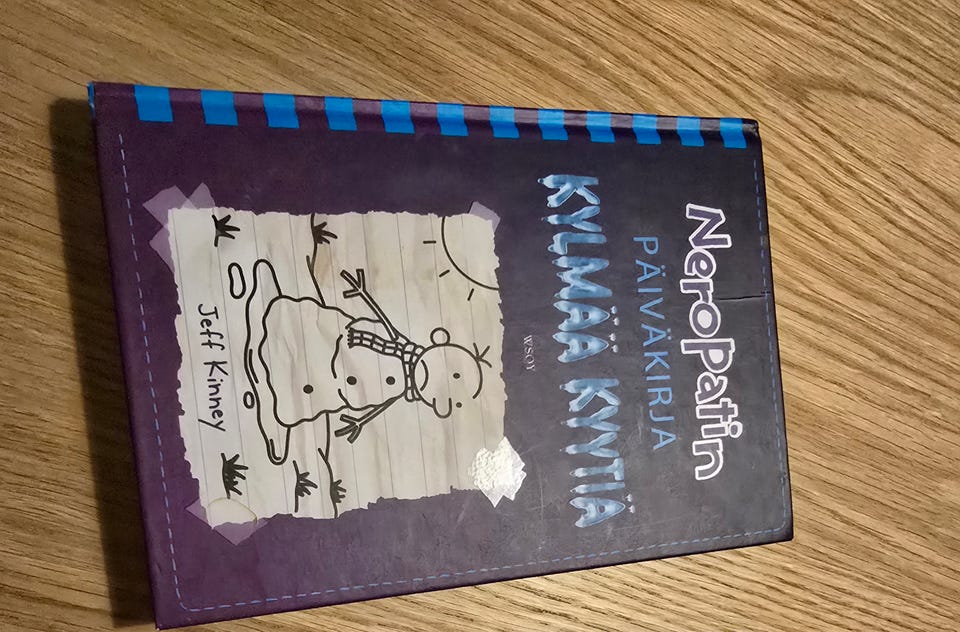 NeroPatin
PÄIVÄKIRJA
KYLMÄÄ KYYTIÄ
WSOY
Jeff Kinney